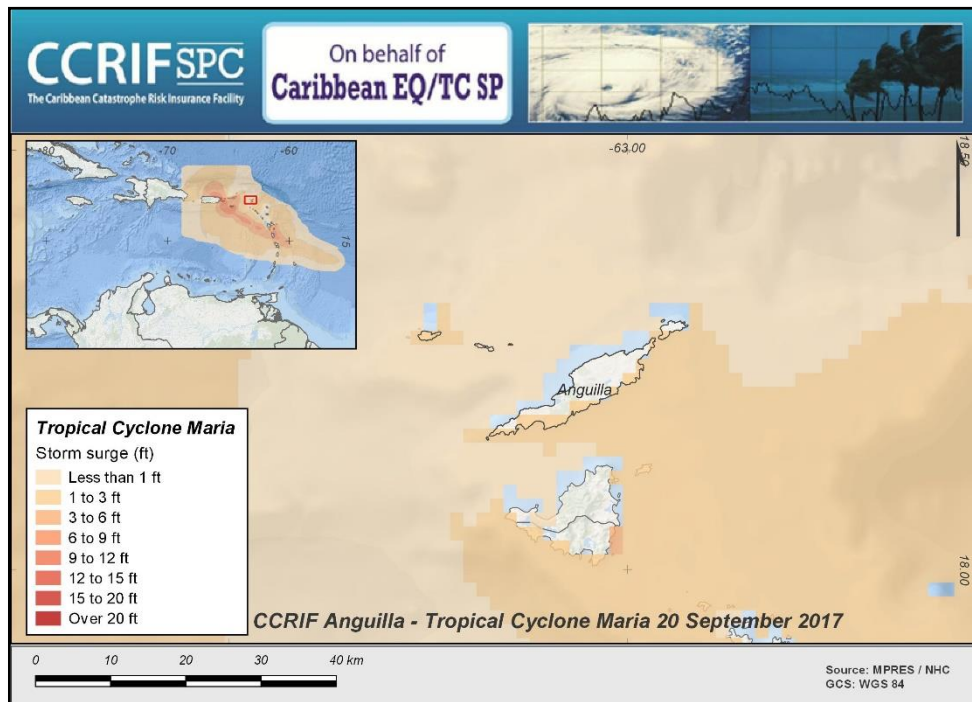 CCRIF SPC
The Caribbean Catastrophe Risk Insurance Facility
On behalf of
Caribbean EQ/TC SP
-80
-70
-60
15
-63.00
18.50
Anguilla
Tropical Cyclone Maria
Storm surge (ft)
Less than 1 ft
1 to 3 ft
3 to 6 ft
6 to 9 ft
9 to 12 ft
12 to 15 ft
15 to 20 ft
Over 20 ft
18.00
CCRIF Anguilla - Tropical Cyclone Maria 20 September 2017
0 10 20 30 40 km
Source: MPRES / NHC
GCS: WGS 84